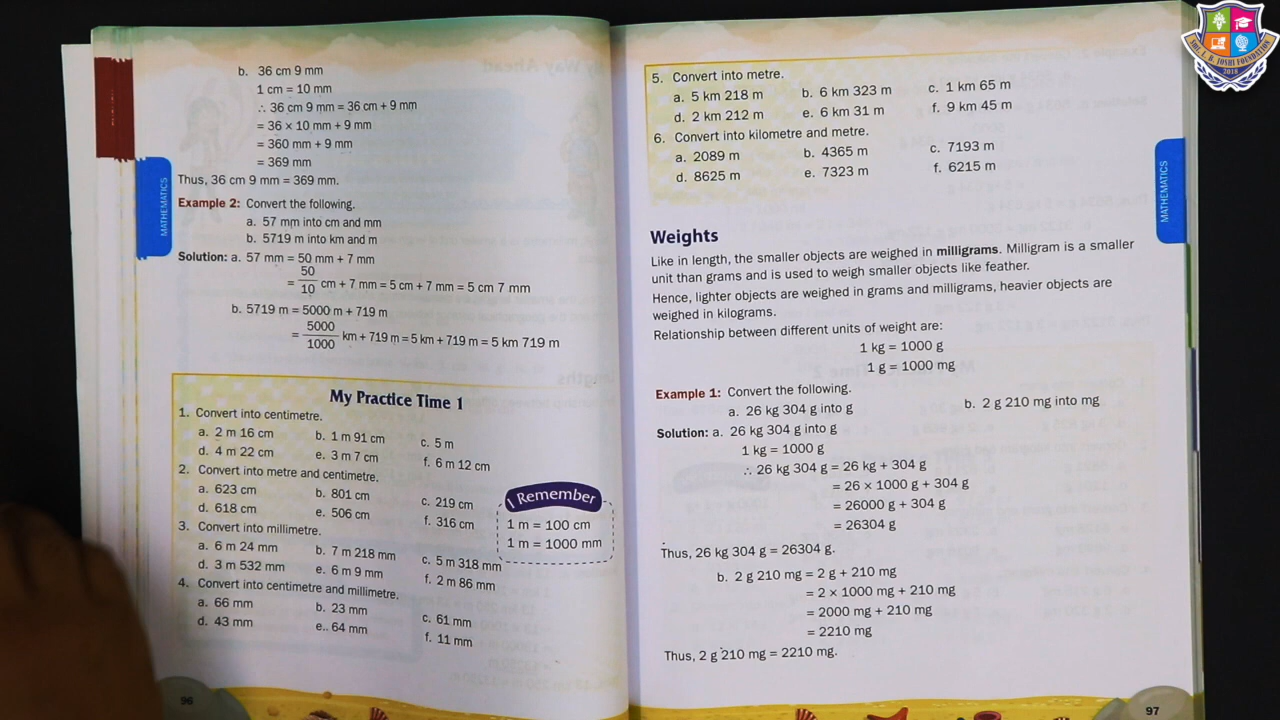 b. 36 cm 9 mm
1 cm = 10 mm
∴ 36 cm 9 mm = 36 cm + 9 mm
= 36 × 10 mm + 9 mm
= 360 mm + 9 mm
= 369 mm
Thus, 36 cm 9 mm = 369 mm.
Example 2: Convert the following.
a. 57 mm into cm and mm
b. 5719 m into km and m
Solution: a. 57 mm = 50 mm + 7 mm
= 50/10 cm + 7 mm = 5 cm + 7 mm = 5 cm 7 mm
b. 5719 m = 5000 m + 719 m
= 5000/1000 km + 719 m = 5 km + 719 m = 5 km 719 m
My Practice Time 1
1. Convert into centimetre.
a. 2 m 16 cm b. 1 m 91 cm c. 5 m
d. 4 m 22 cm e. 3 m 7 cm f. 6 m 12 cm
2. Convert into metre and centimetre.
a. 623 cm b. 801 cm c. 219 cm
d. 618 cm e. 506 cm f. 316 cm
3. Convert into millimetre.
a. 6 m 24 mm b. 7 m 218 mm c. 5 m 318 mm
d. 3 m 532 mm e. 6 m 9 mm f. 2 m 86 mm
4. Convert into centimetre and millimetre.
a. 66 mm b. 23 mm c. 61 mm
d. 43 mm e. 64 mm f. 11 mm
I Remember
1 m = 100 cm
1 m = 1000 mm
MATHEMATICS
96
5. Convert into metre.
a. 5 km 218 m b. 6 km 323 m c. 1 km 65 m
d. 2 km 212 m e. 6 km 31 m f. 9 km 45 m
6. Convert into kilometre and metre.
a. 2089 m b. 4365 m c. 7193 m
d. 8625 m e. 7323 m f. 6215 m
Weights
Like in length, the smaller objects are weighed in milligrams. Milligram is a smaller
unit than grams and is used to weigh smaller objects like feather.
Hence, lighter objects are weighed in grams and milligrams, heavier objects are
weighed in kilograms.
Relationship between different units of weight are:
1 kg = 1000 g
1 g = 1000 mg
Example 1: Convert the following.
a. 26 kg 304 g into g b. 2 g 210 mg into mg
Solution: a. 26 kg 304 g into g
1 kg = 1000 g
∴ 26 kg 304 g = 26 kg + 304 g
= 26 × 1000 g + 304 g
= 26000 g + 304 g
= 26304 g
Thus, 26 kg 304 g = 26304 g.
b. 2 g 210 mg = 2 g + 210 mg
= 2 × 1000 mg + 210 mg
= 2000 mg + 210 mg
= 2210 mg
Thus, 2 g 210 mg = 2210 mg.
MATHEMATICS
97
JOSHI FOUNDATION
2018